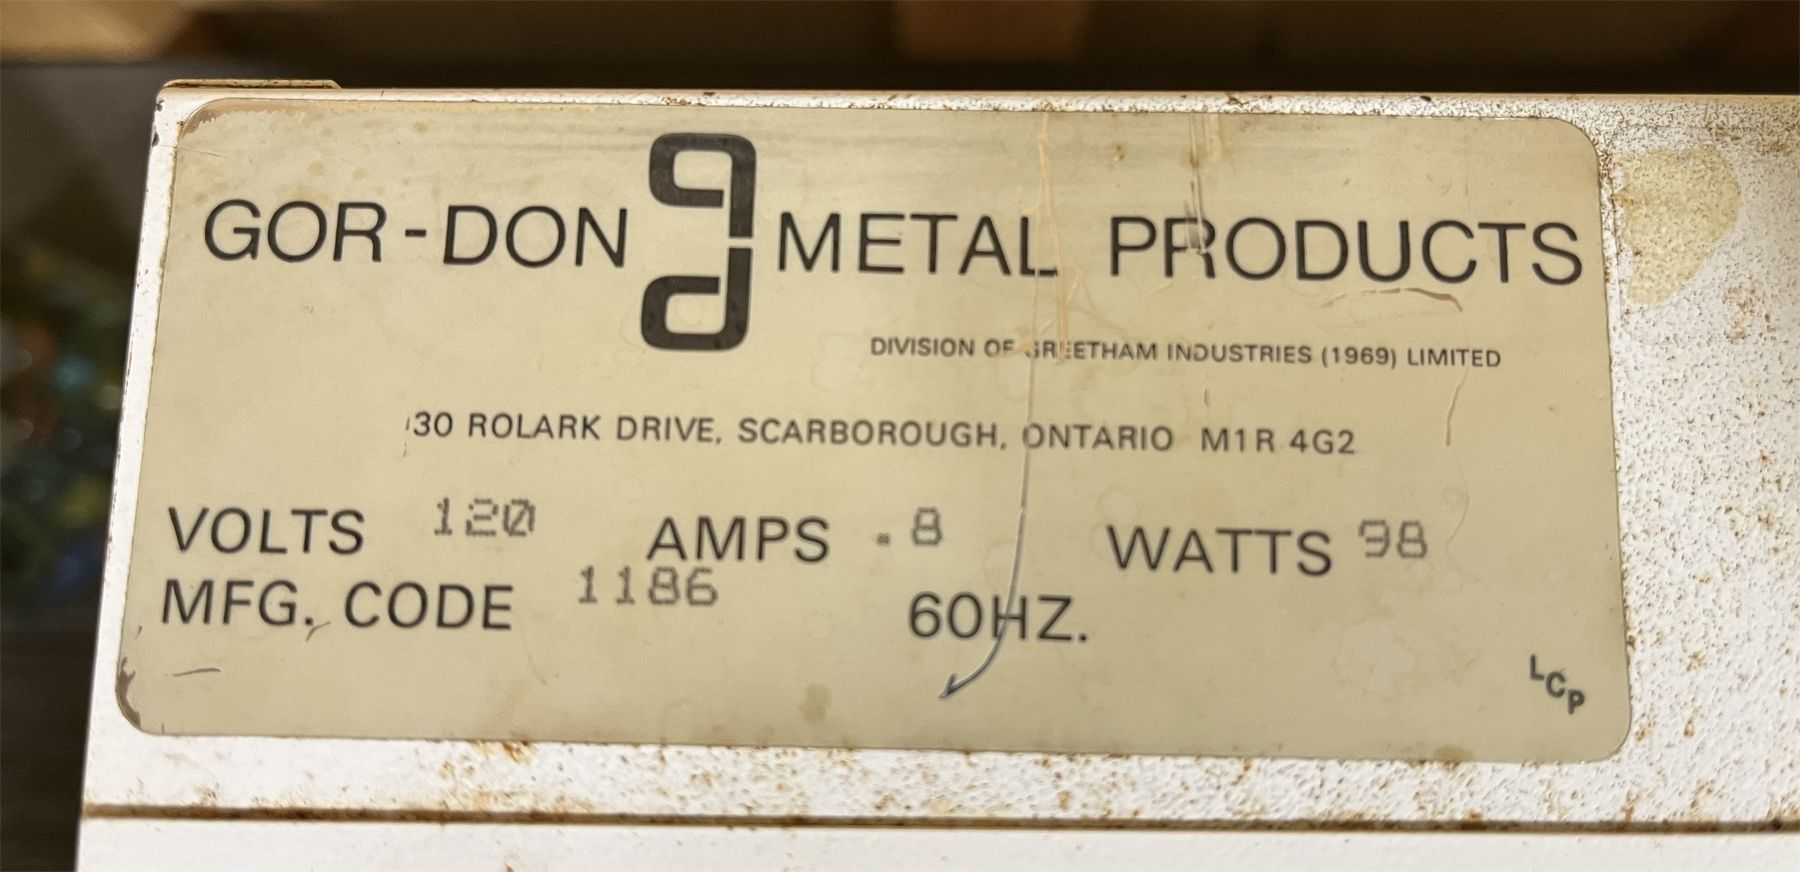 GOR-DON gd METAL PRODUCTS
DIVISION OF GREETHAM INDUSTRIES (1969) LIMITED
30 ROLARK DRIVE, SCARBOROUGH, ONTARIO M1R 4G2
VOLTS 120 AMPS .8 WATTS 98
MFG. CODE 1186 60HZ.
LCP